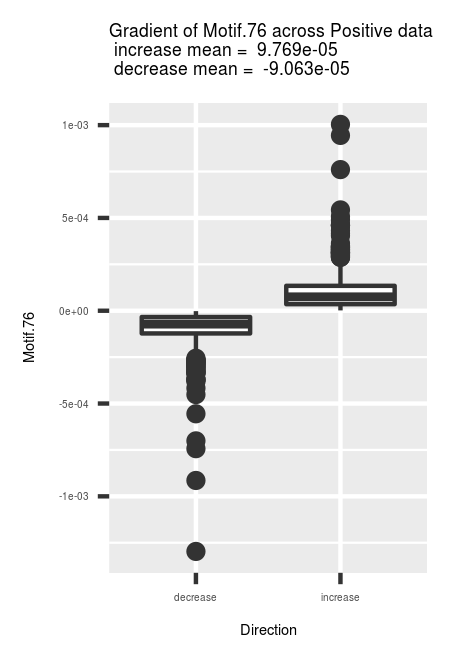 Gradient of Motif.76 across Positive data
increase mean =  9.769e-05
decrease mean =  -9.063e-05
1e-03
5e-04
0e+00
-5e-04
-1e-03
Motif.76
decrease increase
Direction